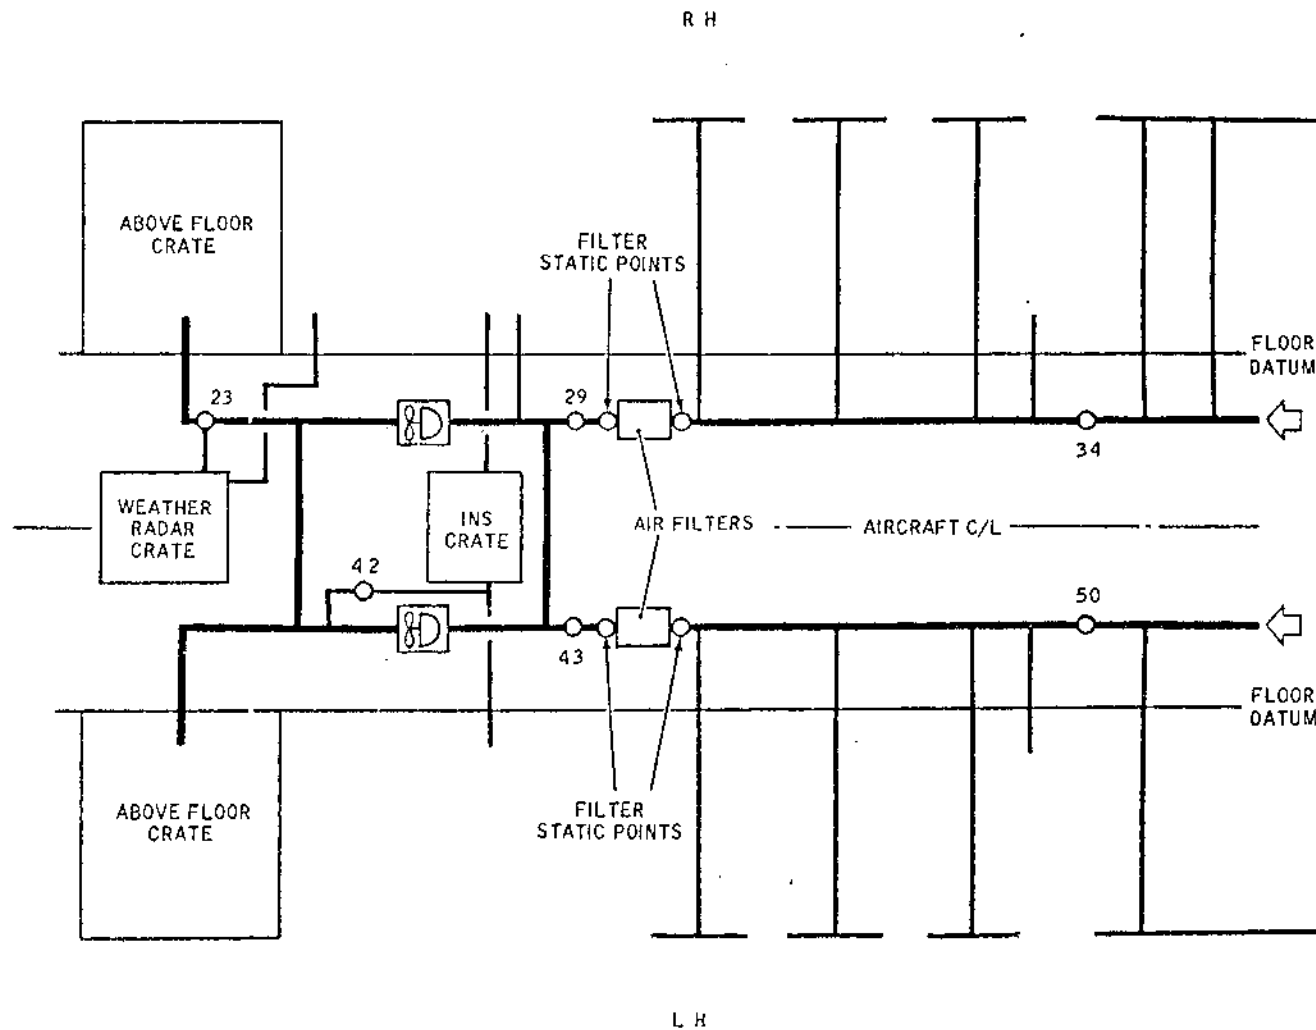 R H
ABOVE FLOOR
CRATE
FILTER
STATIC POINTS
FLOOR
DATUM
23
29
34
WEATHER
RADAR
CRATE
INS
CRATE
AIR FILTERS
AIRCRAFT C/L
42
50
43
FLOOR
DATUM
ABOVE FLOOR
CRATE
FILTER
STATIC POINTS
L H